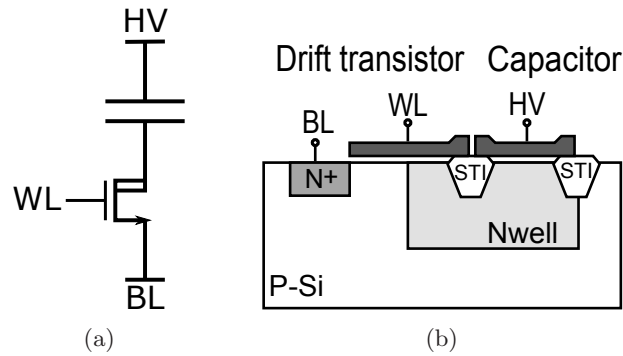 HV
WL
BL
(a)
Drift transistor
Capacitor
BL
WL
HV
N+
STI
STI
Nwell
P-Si
(b)